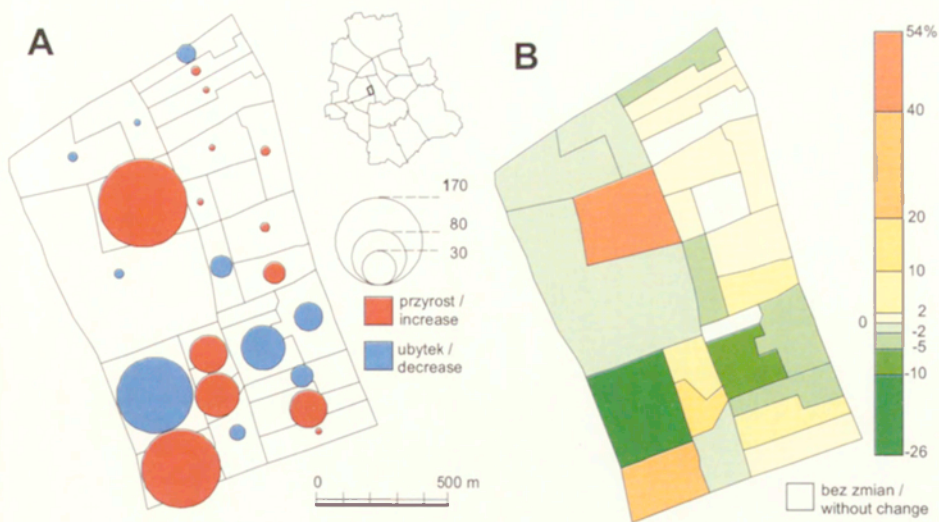 A
170
80
30
przyrost /
increase
ubytek /
decrease
0
500 m
B
54%
40
20
10
2
0
-2
-5
-10
-26
bez zmian /
without change